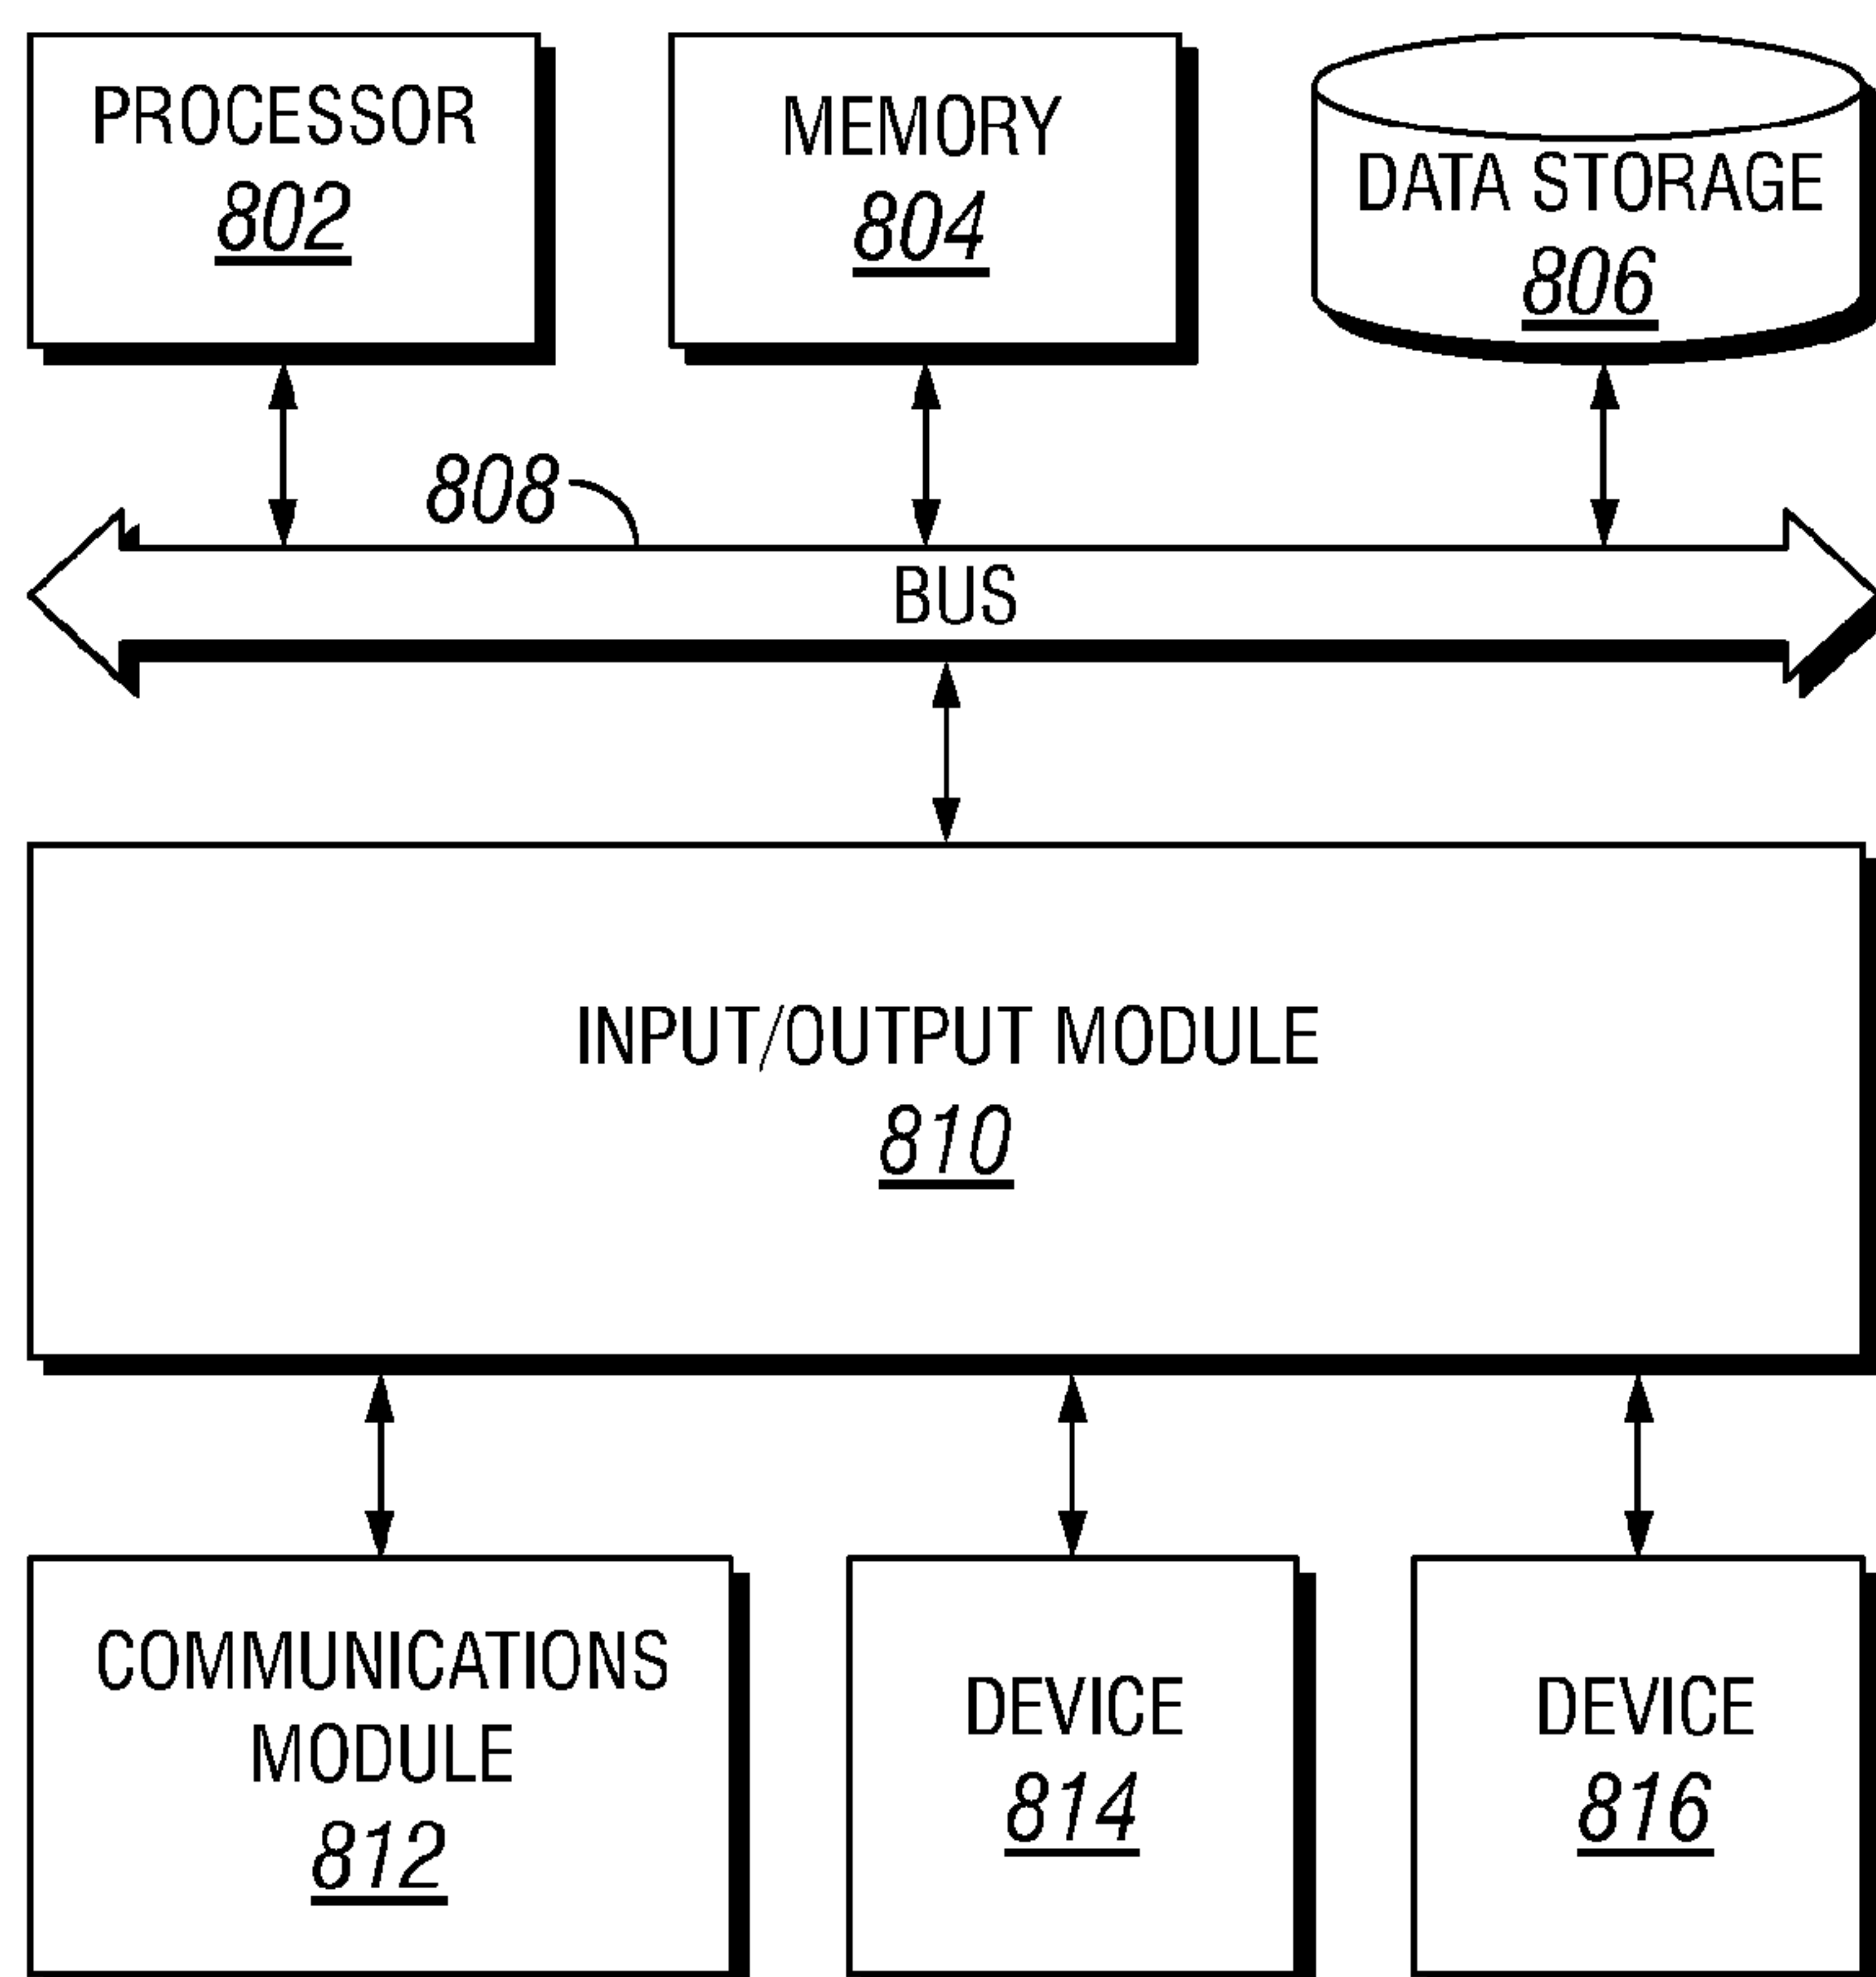 PROCESSOR
802
MEMORY
804
DATA STORAGE
806
808
BUS
INPUT/OUTPUT MODULE
810
COMMUNICATIONS
MODULE
812
DEVICE
814
DEVICE
816